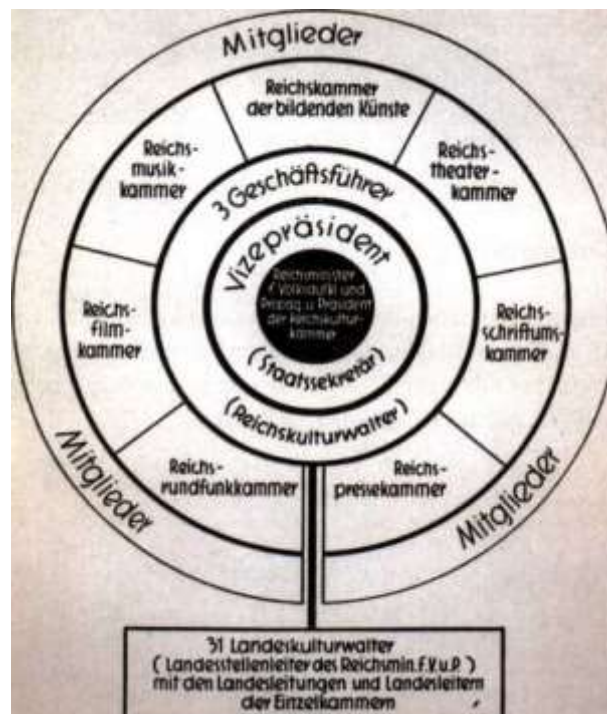 Mitglieder
Reichskammer
der bildenden Künste
Reichs-
musik-
kammer
Reichs-
theater-
kammer
3 Geschäftsführer
Vizepräsident
Reichsminister
f Volksaufkl und
Propag u Präsident
der Reichskultur-
kammer
(Staatssekretär)
(Reichskulturwalter)
Reichs-
film-
kammer
Reichs-
schrifttums-
kammer
Reichs-
rundfunkkammer
Reichs-
pressekammer
Mitglieder
Mitglieder
31 Landeskulturwalter
( Landesstellenleiter des Reichsmin.f.V.u.P )
mit den Landesleitungen und Landesleitern
der Einzelkammern